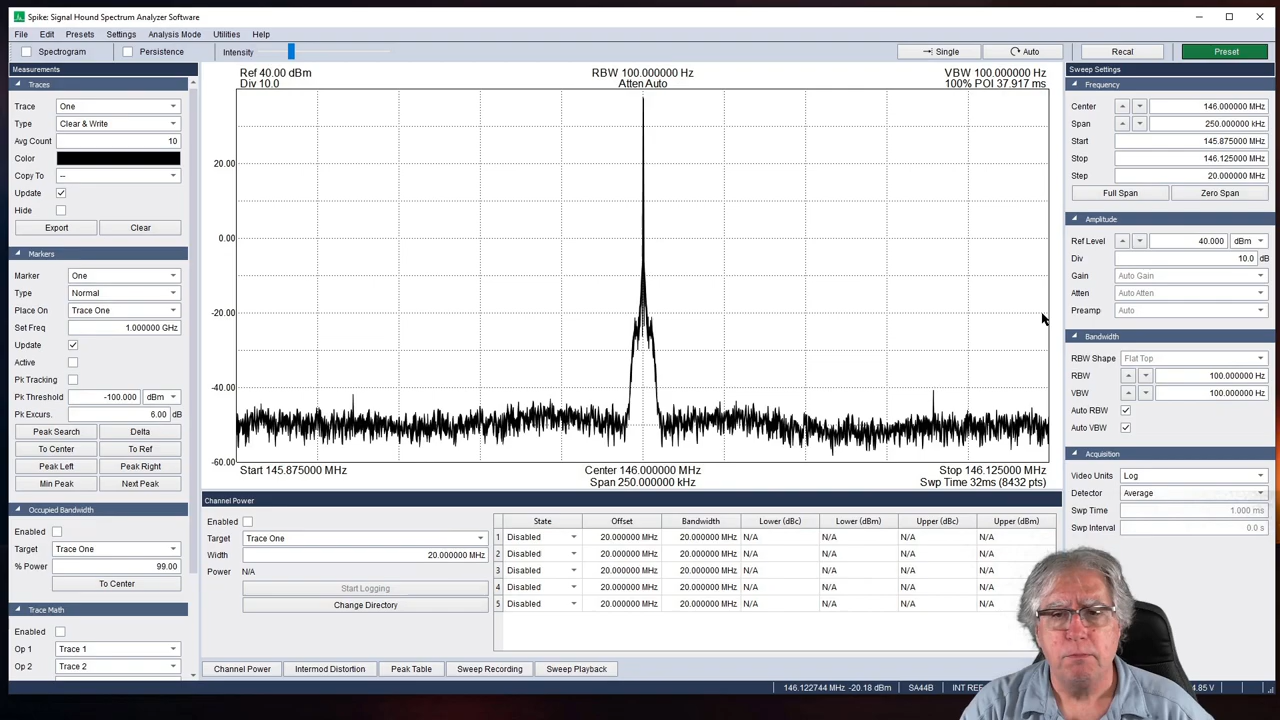 Spike: Signal Hound Spectrum Analyzer Software
File Edit Presets Settings Analysis Mode Utilities Help
Spectrogram Persistence Intensity Single Auto Recal Preset
Measurements
Traces
Trace One
Type Clear & Write
Avg Count 10
Color
Copy To --
Update
Hide
Export Clear
Markers
Marker One
Type Normal
Place On Trace One
Set Freq 1.000000 GHz
Update
Active
Pk Tracking
Pk Threshold -100.000 dBm
Pk Excurs. 6.00 dB
Peak Search Delta
To Center To Ref
Peak Left Peak Right
Min Peak Next Peak
Occupied Bandwidth
Enabled
Target Trace One
% Power 99.00
To Center
Trace Math
Enabled
Op 1 Trace 1
Op 2 Trace 2
Ref 40.00 dBm RBW 100.000000 Hz VBW 100.000000 Hz
Div 10.0 Atten Auto 100% POI 37.917 ms
20.00
0.00
-20.00
-40.00
-60.00
Start 145.875000 MHz Center 146.000000 MHz Stop 146.125000 MHz
Span 250.000000 kHz Swp Time 32ms (8432 pts)
Channel Power
Enabled
Target Trace One
Width 20.000000 MHz
Power N/A
Start Logging
Change Directory
State Offset Bandwidth Lower (dBc) Lower (dBm) Upper (dBc) Upper (dBm)
1 Disabled 20.000000 MHz 20.000000 MHz N/A N/A N/A N/A
2 Disabled 20.000000 MHz 20.000000 MHz N/A N/A N/A N/A
3 Disabled 20.000000 MHz 20.000000 MHz N/A N/A N/A N/A
4 Disabled 20.000000 MHz 20.000000 MHz N/A N/A N/A
5 Disabled 20.000000 MHz 20.000000 MHz N/A N/A N/A
Channel Power Intermod Distortion Peak Table Sweep Recording Sweep Playback
Sweep Settings
Frequency
Center 146.000000 MHz
Span 250.000000 kHz
Start 145.875000 MHz
Stop 146.125000 MHz
Step 20.000000 MHz
Full Span Zero Span
Amplitude
Ref Level 40.000 dBm
Div 10.0 dB
Gain Auto Gain
Atten Auto Atten
Preamp Auto
Bandwidth
RBW Shape Flat Top
RBW 100.000000 Hz
VBW 100.000000 Hz
Auto RBW
Auto VBW
Acquisition
Video Units Log
Detector Average
Swp Time 1.000 ms
Swp Interval 0.0 s
146.122744 MHz -20.18 dBm SA44B INT REF 4.85 V